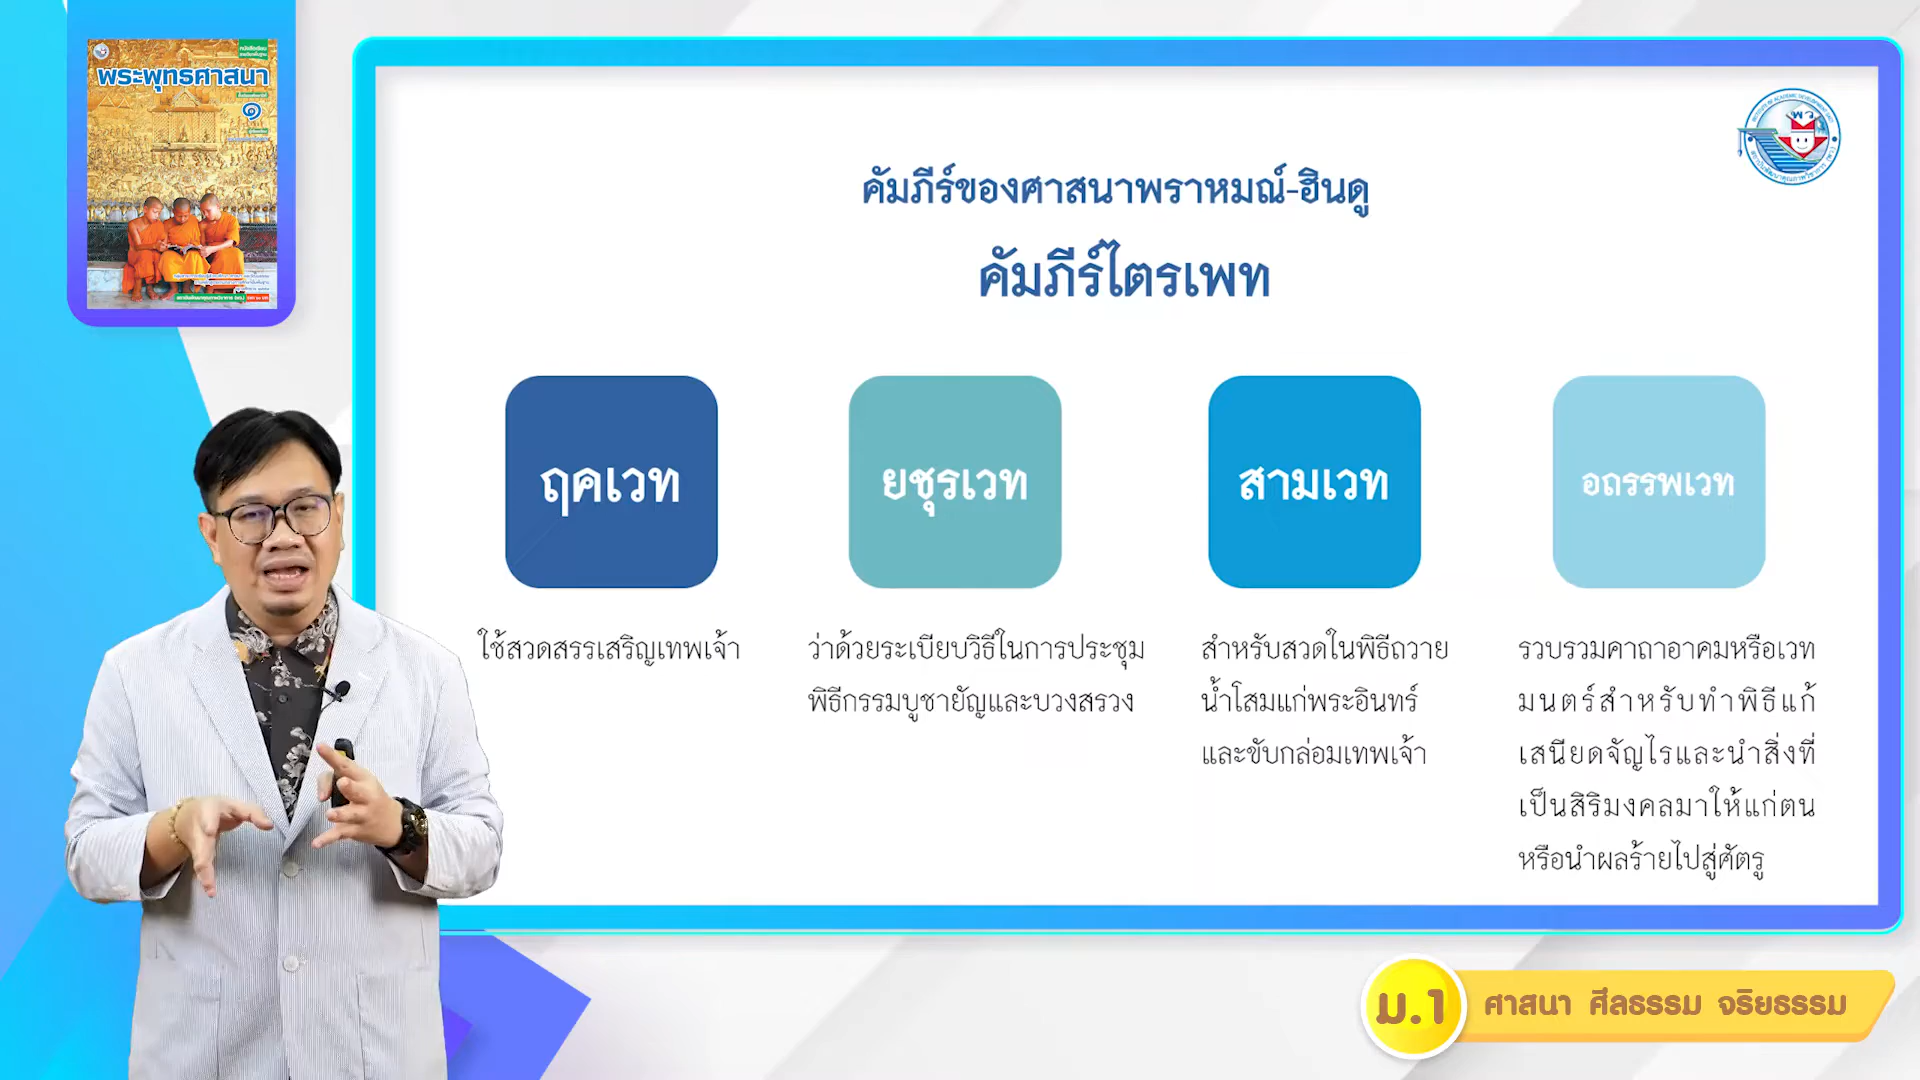 พระพุทธศาสนา
๑
พว
คัมภีร์ของศาสนาพราหมณ์-ฮินดู
คัมภีร์ไตรเพท
ฤคเวท
ใช้สวดสรรเสริญเทพเจ้า
ยชุรเวท
ว่าด้วยระเบียบวิธีในการประชุม
พิธีกรรมบูชายัญและบวงสรวง
สามเวท
สำหรับสวดในพิธีถวาย
น้ำโสมแก่พระอินทร์
และขับกล่อมเทพเจ้า
อถรรพเวท
รวบรวมคาถาอาคมหรือเวท
มนตร์สำหรับทำพิธีแก้
เสนียดจัญไรและนำสิ่งที่
เป็นสิริมงคลมาให้แก่ตน
หรือนำผลร้ายไปสู่ศัตรู
ม.1
ศาสนา ศีลธรรม จริยธรรม